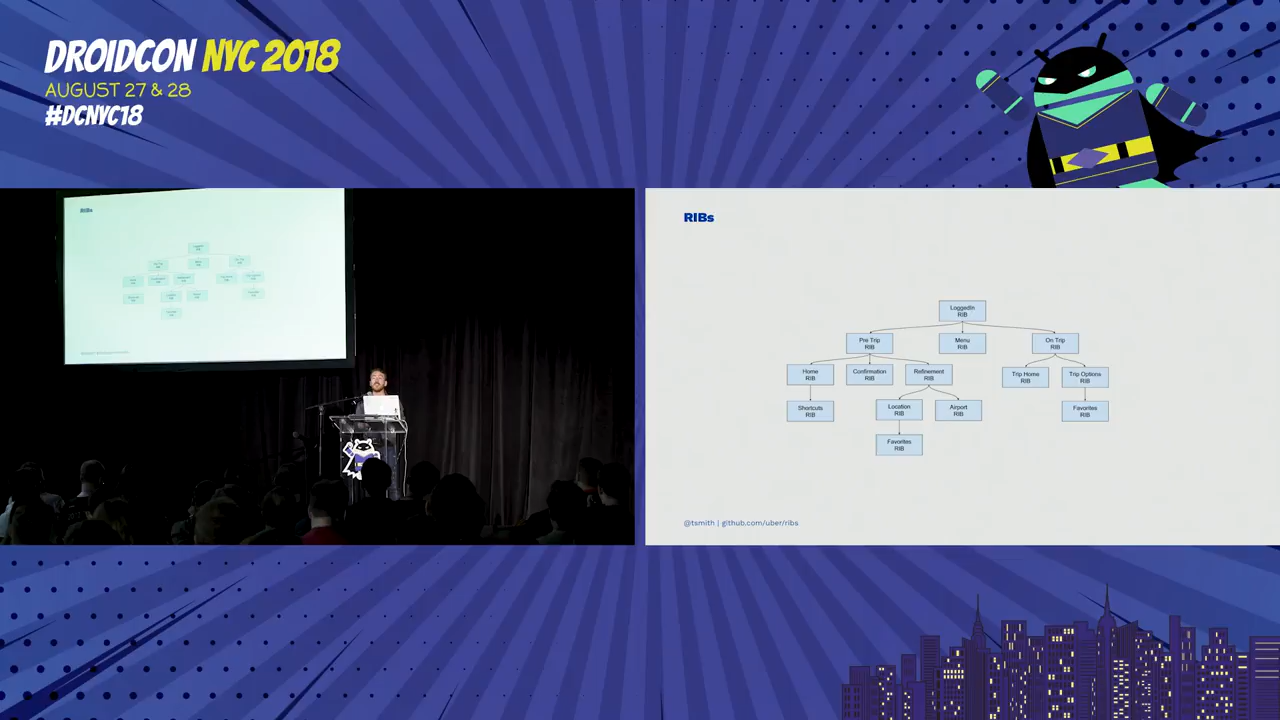 DROIDCON NYC 2018
AUGUST 27 & 28
#DCNYC18
RIBs
RIBs
LoggedIn
RIB
Pre Trip
RIB
Menu
RIB
On Trip
RIB
Home
RIB
Confirmation
RIB
Refinement
RIB
Trip Home
RIB
Trip Options
RIB
Shortcuts
RIB
Location
RIB
Airport
RIB
Favorites
RIB
Favorites
RIB
@tsmith | github.com/uber/ribs